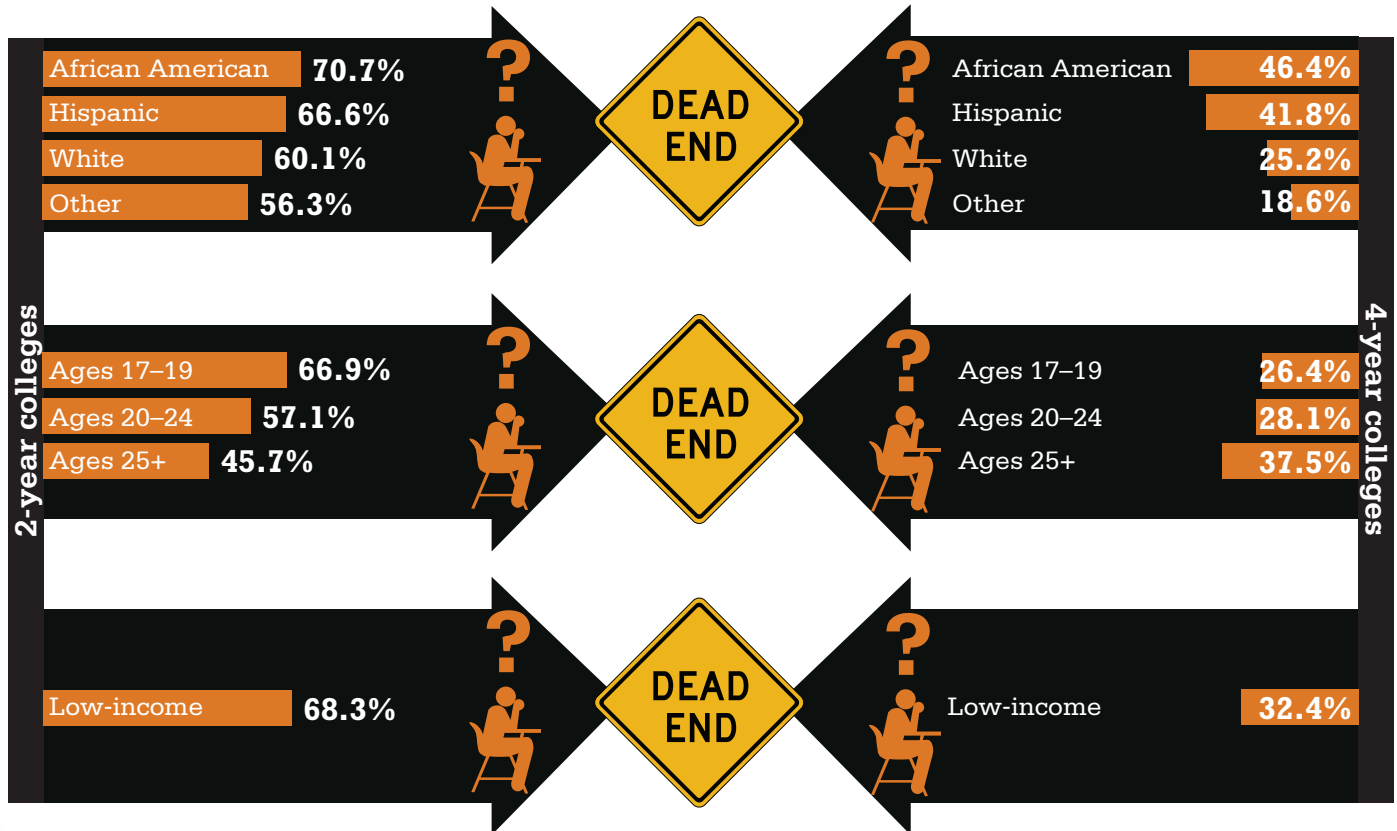 2-year colleges
African American 70.7%
Hispanic 66.6%
White 60.1%
Other 56.3%
?
DEAD
END
?
African American 46.4%
Hispanic 41.8%
White 25.2%
Other 18.6%
4-year colleges
Ages 17–19 66.9%
Ages 20–24 57.1%
Ages 25+ 45.7%
?
DEAD
END
?
Ages 17–19 26.4%
Ages 20–24 28.1%
Ages 25+ 37.5%
Low-income 68.3%
?
DEAD
END
?
Low-income 32.4%